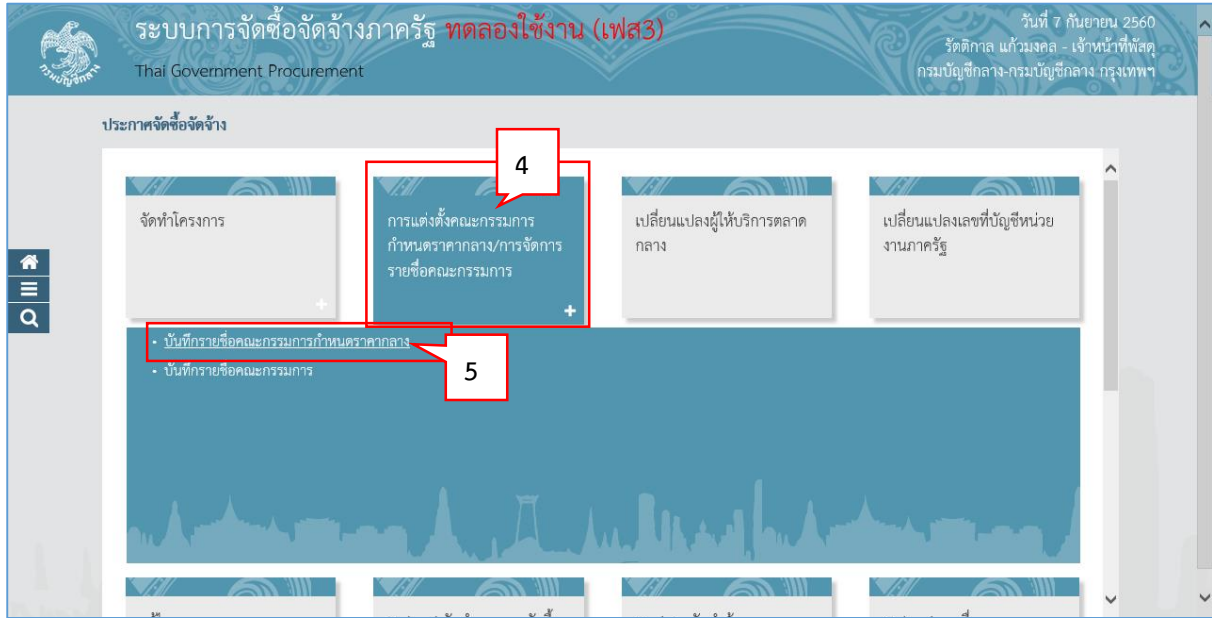 ระบบการจัดซื้อจัดจ้างภาครัฐ ทดลองใช้งาน (เฟส3)
Thai Government Procurement
วันที่ 7 กันยายน 2560
รัตติกาล แก้วมงคล - เจ้าหน้าที่พัสดุ
กรมบัญชีกลาง-กรมบัญชีกลาง กรุงเทพฯ
กรมบัญชีกลาง
ประกาศจัดซื้อจัดจ้าง
4
จัดทำโครงการ
การแต่งตั้งคณะกรรมการ
กำหนดราคากลาง/การจัดการ
รายชื่อคณะกรรมการ
เปลี่ยนแปลงผู้ให้บริการตลาด
กลาง
เปลี่ยนแปลงเลขที่บัญชีหน่วย
งานภาครัฐ
• บันทึกรายชื่อคณะกรรมการกำหนดราคากลาง
• บันทึกรายชื่อคณะกรรมการ
5